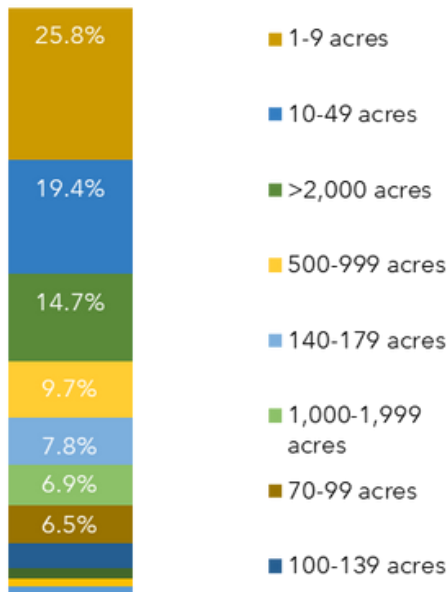 25.8%
19.4%
14.7%
9.7%
7.8%
6.9%
6.5%
1-9 acres
10-49 acres
>2,000 acres
500-999 acres
140-179 acres
1,000-1,999
acres
70-99 acres
100-139 acres